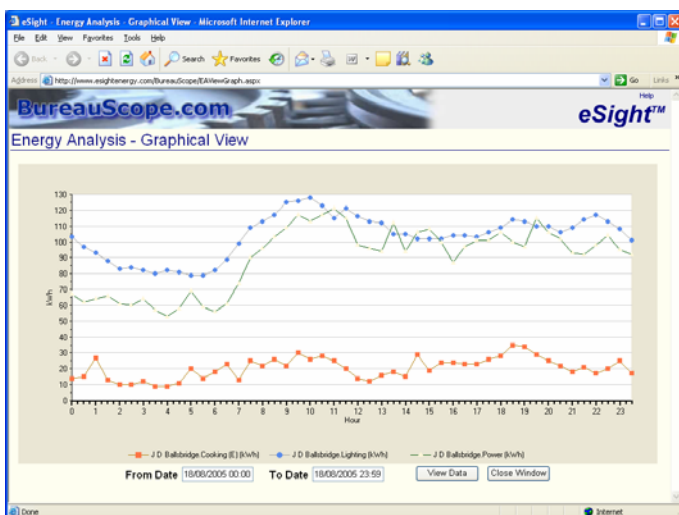 eSight - Energy Analysis - Graphical View - Microsoft Internet Explorer
File Edit View Favorites Tools Help
Back Search Favorites
Address http://www.esightenergy.com/BureauScope/EAViewGraph.aspx Go Links »
BureauScope.com
Help
eSight™
Energy Analysis - Graphical View
130
120
110
100
90
80
70
60
50
40
30
20
10
0
kWh
0 1 2 3 4 5 6 7 8 9 10 11 12 13 14 15 16 17 18 19 20 21 22 23
Hour
J D Ballsbridge.Cooking (E) (kWh) J D Ballsbridge.Lighting (kWh) J D Ballsbridge.Power (kWh)
From Date 18/08/2005 00:00 To Date 18/08/2005 23:59 View Data Close Window
Done Internet